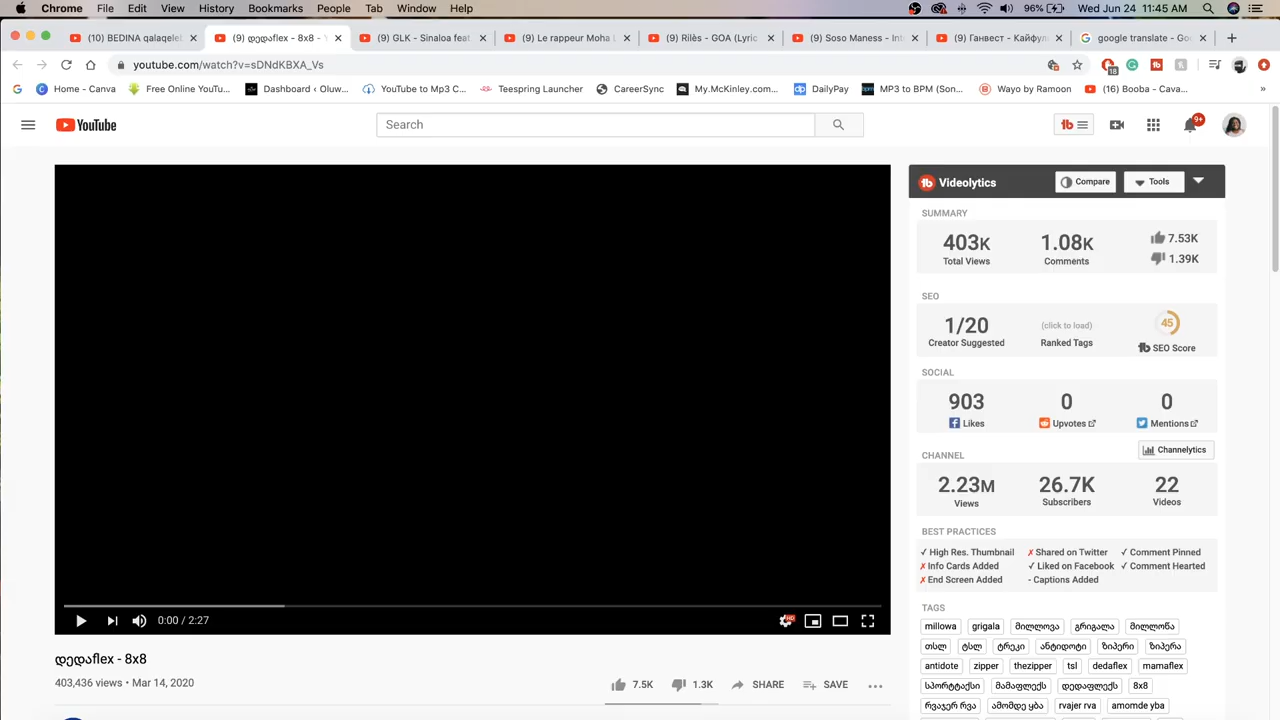 Chrome File Edit View History Bookmarks People Tab Window Help 96% Wed Jun 24 11:45 AM
(10) BEDINA qalaqeleb (9) დედაflex - 8x8 - Y (9) GLK - Sinaloa feat. (9) Le rappeur Moha L (9) Rilès - GOA (Lyric (9) Soso Maness - Int (9) Ганвест - Кайфул google translate - Go
youtube.com/watch?v=sDNdKBXA_Vs 18
Home - Canva Free Online YouTu... Dashboard ‹ Oluw... YouTube to Mp3 C... Teespring Launcher CareerSync My.McKinley.com... DailyPay MP3 to BPM (Son... Wayo by Ramoon (16) Booba - Cava... »
YouTube Search 9+
Videolytics Compare Tools
SUMMARY
403K 1.08K 7.53K
Total Views Comments 1.39K
SEO
1/20 (click to load) 45
Creator Suggested Ranked Tags SEO Score
SOCIAL
903 0 0
Likes Upvotes Mentions
CHANNEL Channelytics
2.23M 26.7K 22
Views Subscribers Videos
BEST PRACTICES
✓ High Res. Thumbnail ✗ Shared on Twitter ✓ Comment Pinned
✗ Info Cards Added ✓ Liked on Facebook ✓ Comment Hearted
✗ End Screen Added - Captions Added
TAGS
millowa grigala მილლოვა გრიგალა მილლოწა
თსლ ტსლ ტრეკი ანტიდოტი ზიპერი ზიპერა
antidote zipper thezipper tsl dedaflex mamaflex
სპორტტაქსი მამაფლექს დედაფლექს 8x8
რვაჯერ რვა ამომდე ყბა rvajer rva amomde yba
0:00 / 2:27 HD
დედაflex - 8x8
403,436 views • Mar 14, 2020 7.5K 1.3K SHARE SAVE